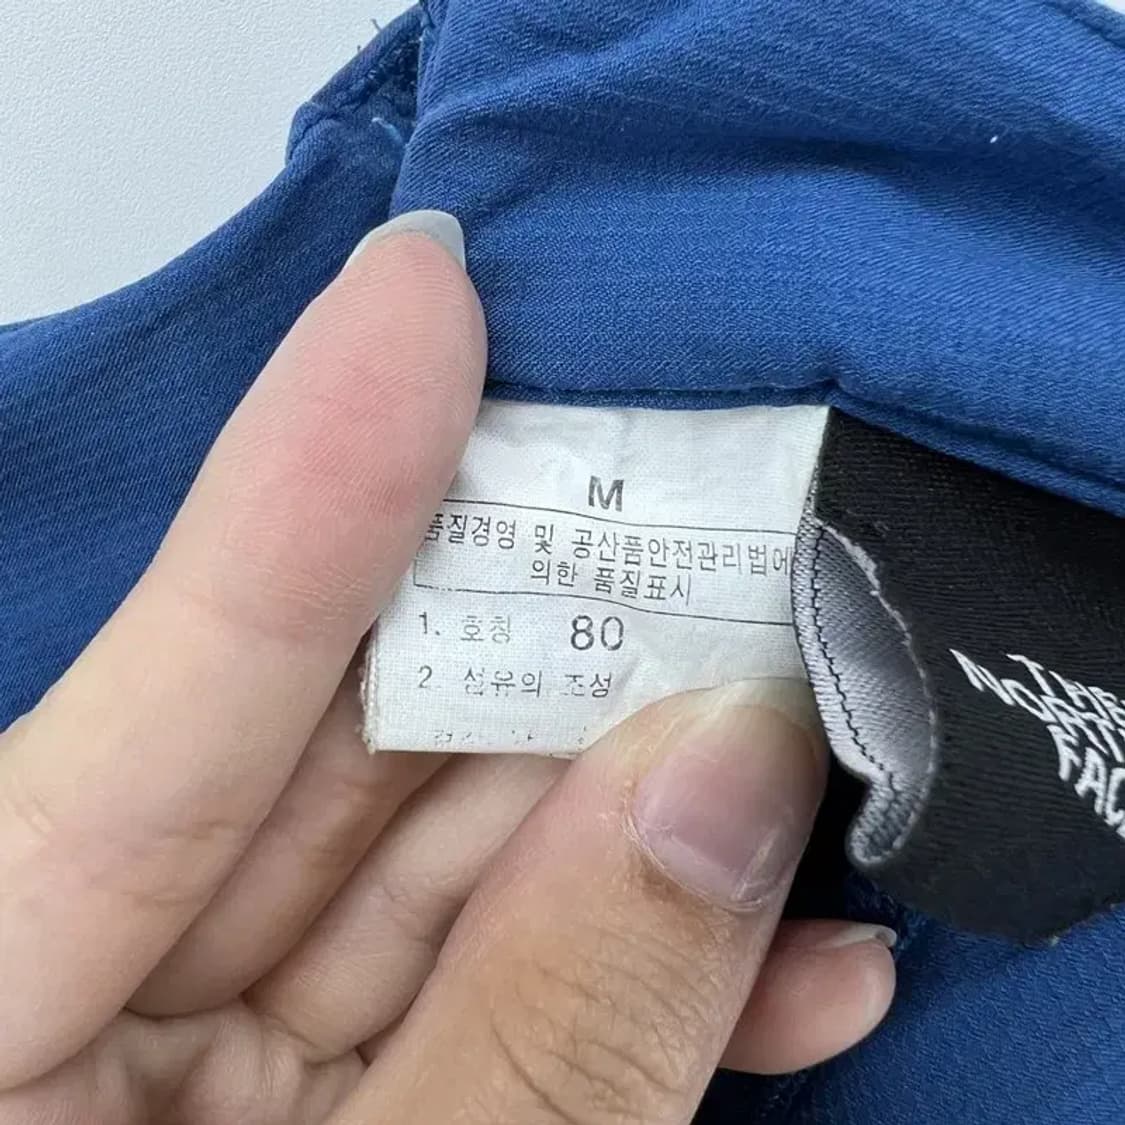 M
품질경영 및 공산품안전관리법에
의한 품질표시
1. 호칭 80
2. 섬유의 조성
THE
NORTH
FACE